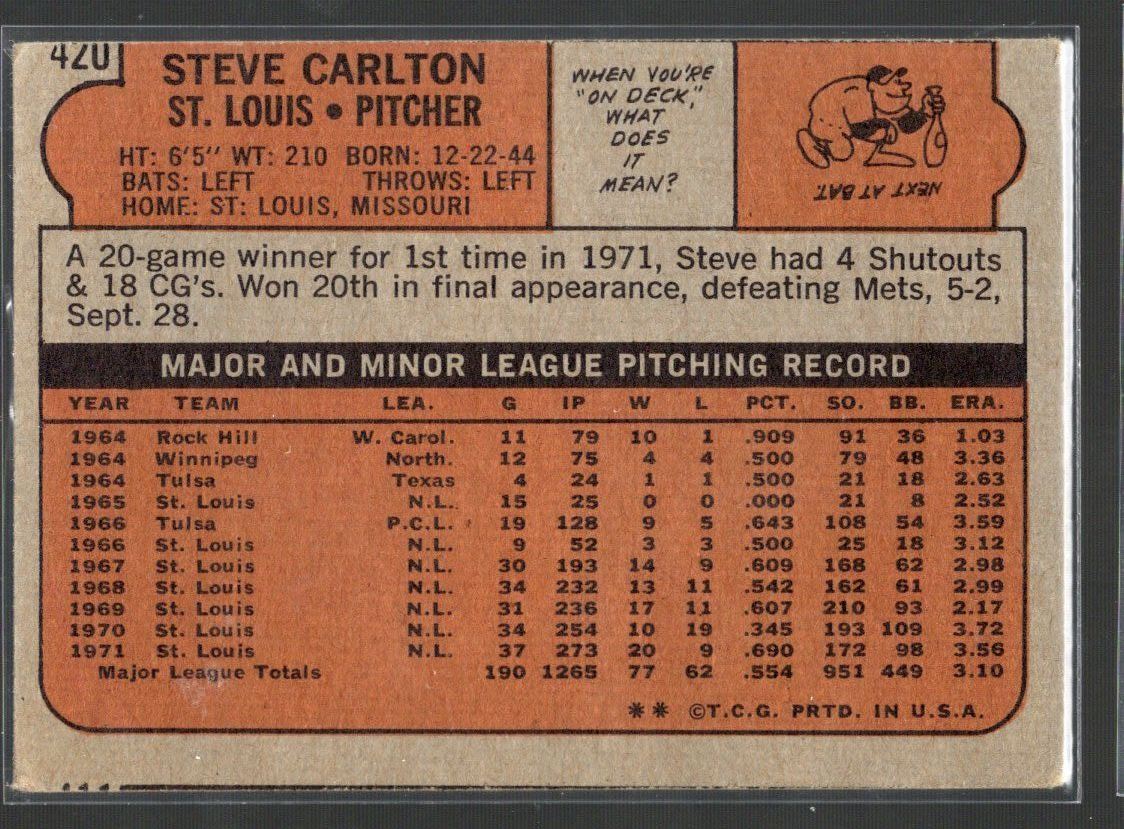 420
STEVE CARLTON
ST. LOUIS • PITCHER
HT: 6'5" WT: 210 BORN: 12-22-44
BATS: LEFT THROWS: LEFT
HOME: ST: LOUIS, MISSOURI
WHEN YOU'RE
"ON DECK,"
WHAT
DOES
IT
MEAN?
NEXT AT BAT.
A 20-game winner for 1st time in 1971, Steve had 4 Shutouts
& 18 CG's. Won 20th in final appearance, defeating Mets, 5-2,
Sept. 28.
MAJOR AND MINOR LEAGUE PITCHING RECORD
YEAR TEAM LEA. G IP W L PCT. SO. BB. ERA.
1964 Rock Hill W. Carol. 11 79 10 1 .909 91 36 1.03
1964 Winnipeg North. 12 75 4 4 .500 79 48 3.36
1964 Tulsa Texas 4 24 1 1 .500 21 18 2.63
1965 St. Louis N.L. 15 25 0 0 .000 21 8 2.52
1966 Tulsa P.C.L. 19 128 9 5 .643 108 54 3.59
1966 St. Louis N.L. 9 52 3 3 .500 25 18 3.12
1967 St. Louis N.L. 30 193 14 9 .609 168 62 2.98
1968 St. Louis N.L. 34 232 13 11 .542 162 61 2.99
1969 St. Louis N.L. 31 236 17 11 .607 210 93 2.17
1970 St. Louis N.L. 34 254 10 19 .345 193 109 3.72
1971 St. Louis N.L. 37 273 20 9 .690 172 98 3.56
Major League Totals 190 1265 77 62 .554 951 449 3.10
** ©T.C.G. PRTD. IN U.S.A.